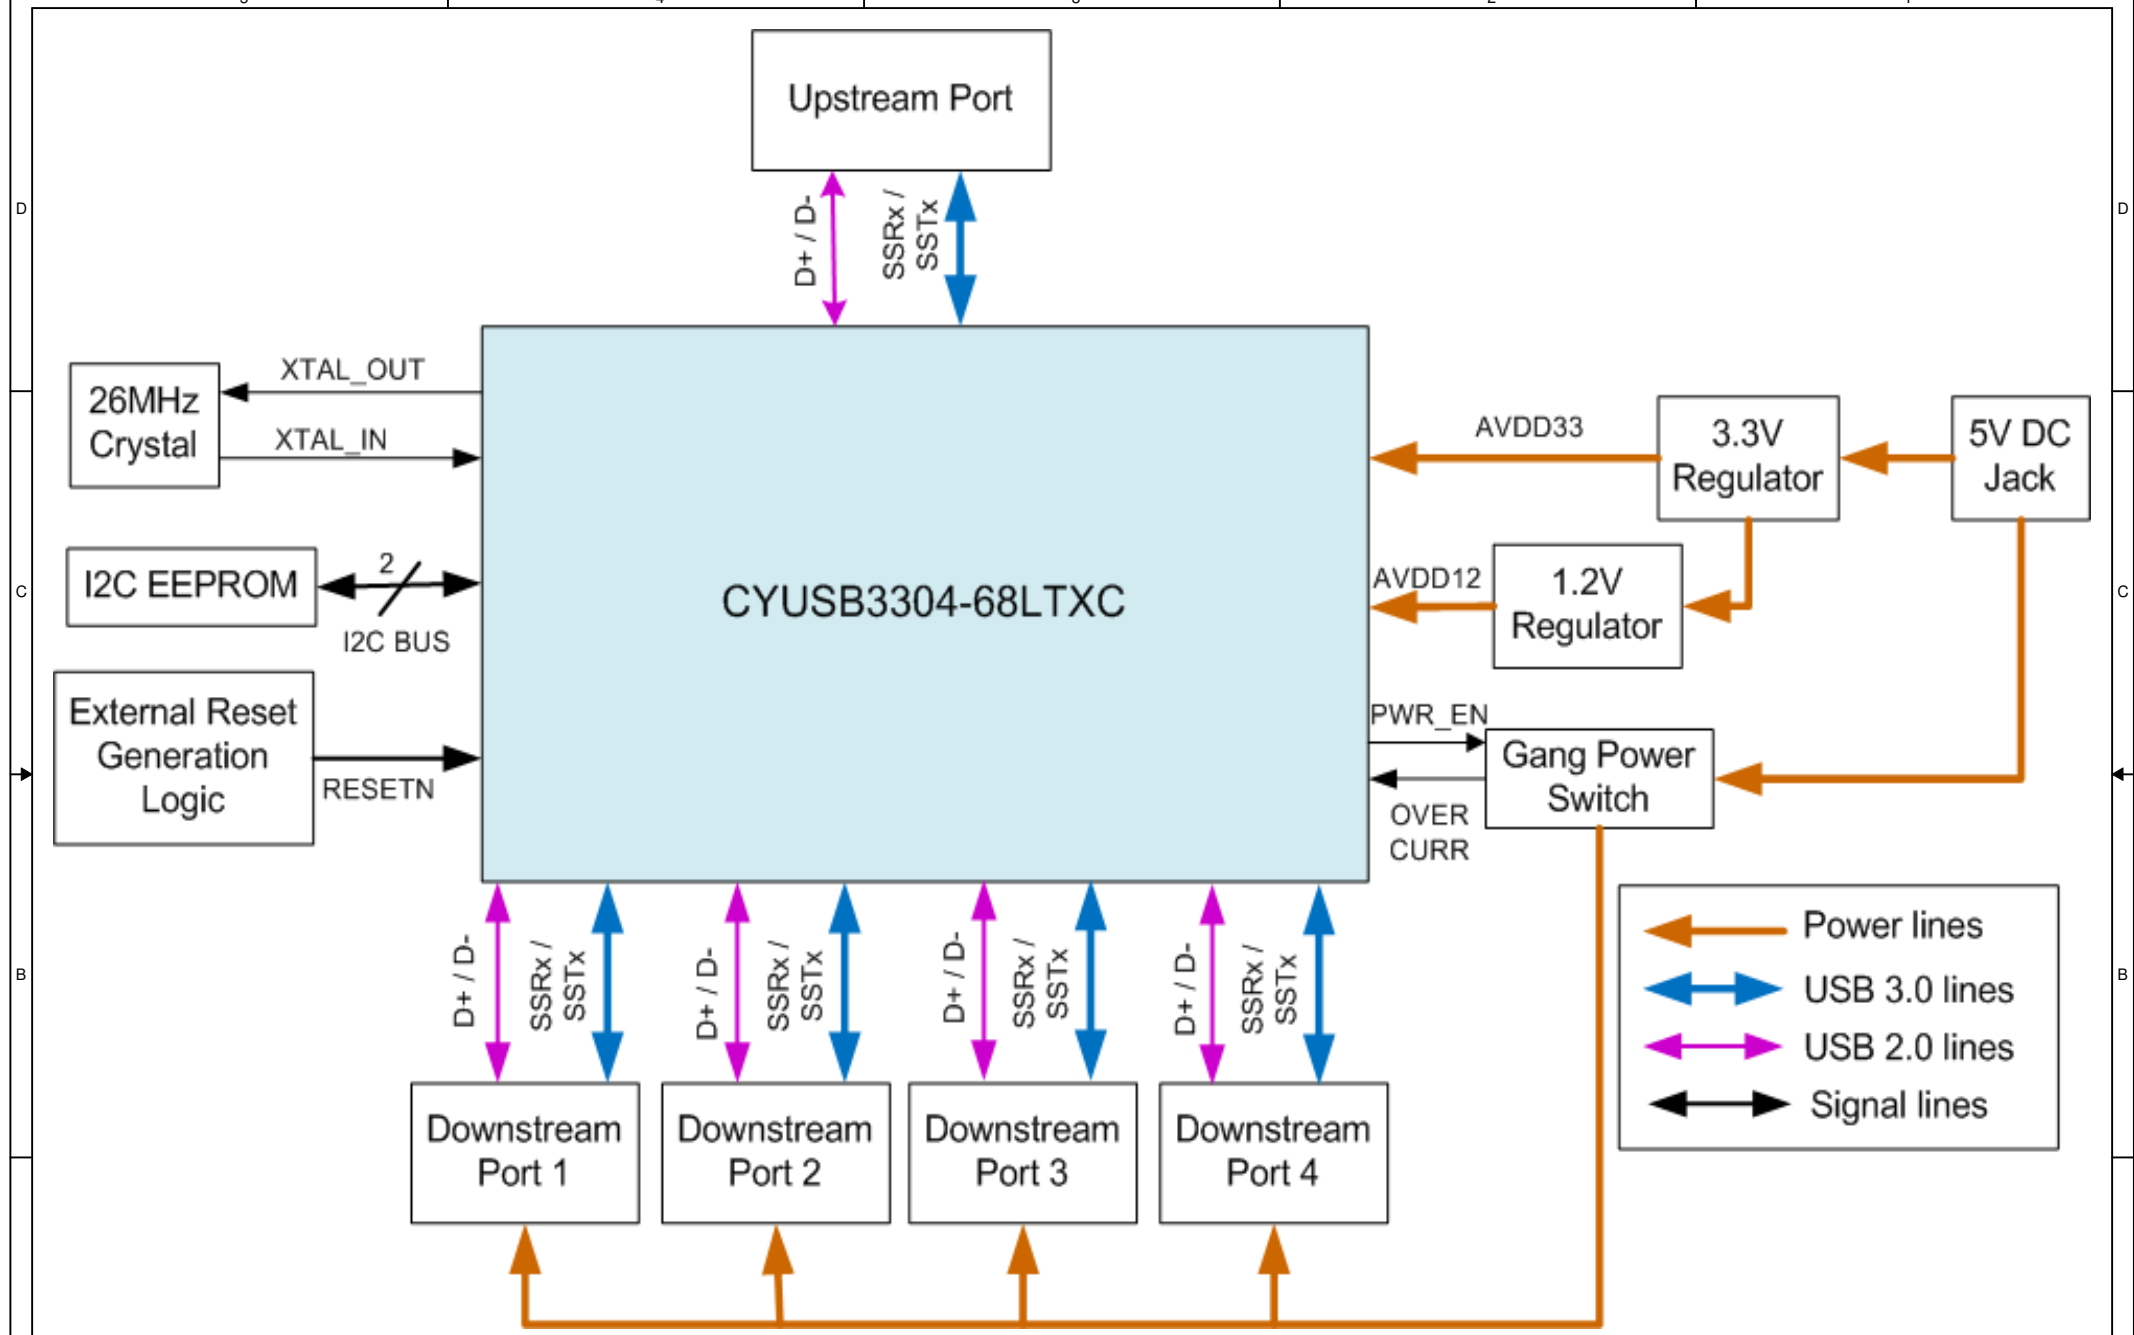 2
Upstream Port
D+ / D-
SSRx /
SSTx
D
D
XTAL_OUT
26MHz
Crystal
XTAL_IN
AVDD33
3.3V
Regulator
5V DC
Jack
I2C EEPROM
2
I2C BUS
CYUSB3304-68LTXC
AVDD12
1.2V
Regulator
C
C
External Reset
Generation
Logic
RESETN
PWR_EN
Gang Power
Switch
OVER
CURR
D+ / D-
SSRx /
SSTx
D+ / D-
SSRx /
SSTx
D+ / D-
SSRx /
SSTx
D+ / D-
SSRx /
SSTx
Power lines
USB 3.0 lines
USB 2.0 lines
Signal lines
B
B
Downstream
Port 1
Downstream
Port 2
Downstream
Port 3
Downstream
Port 4